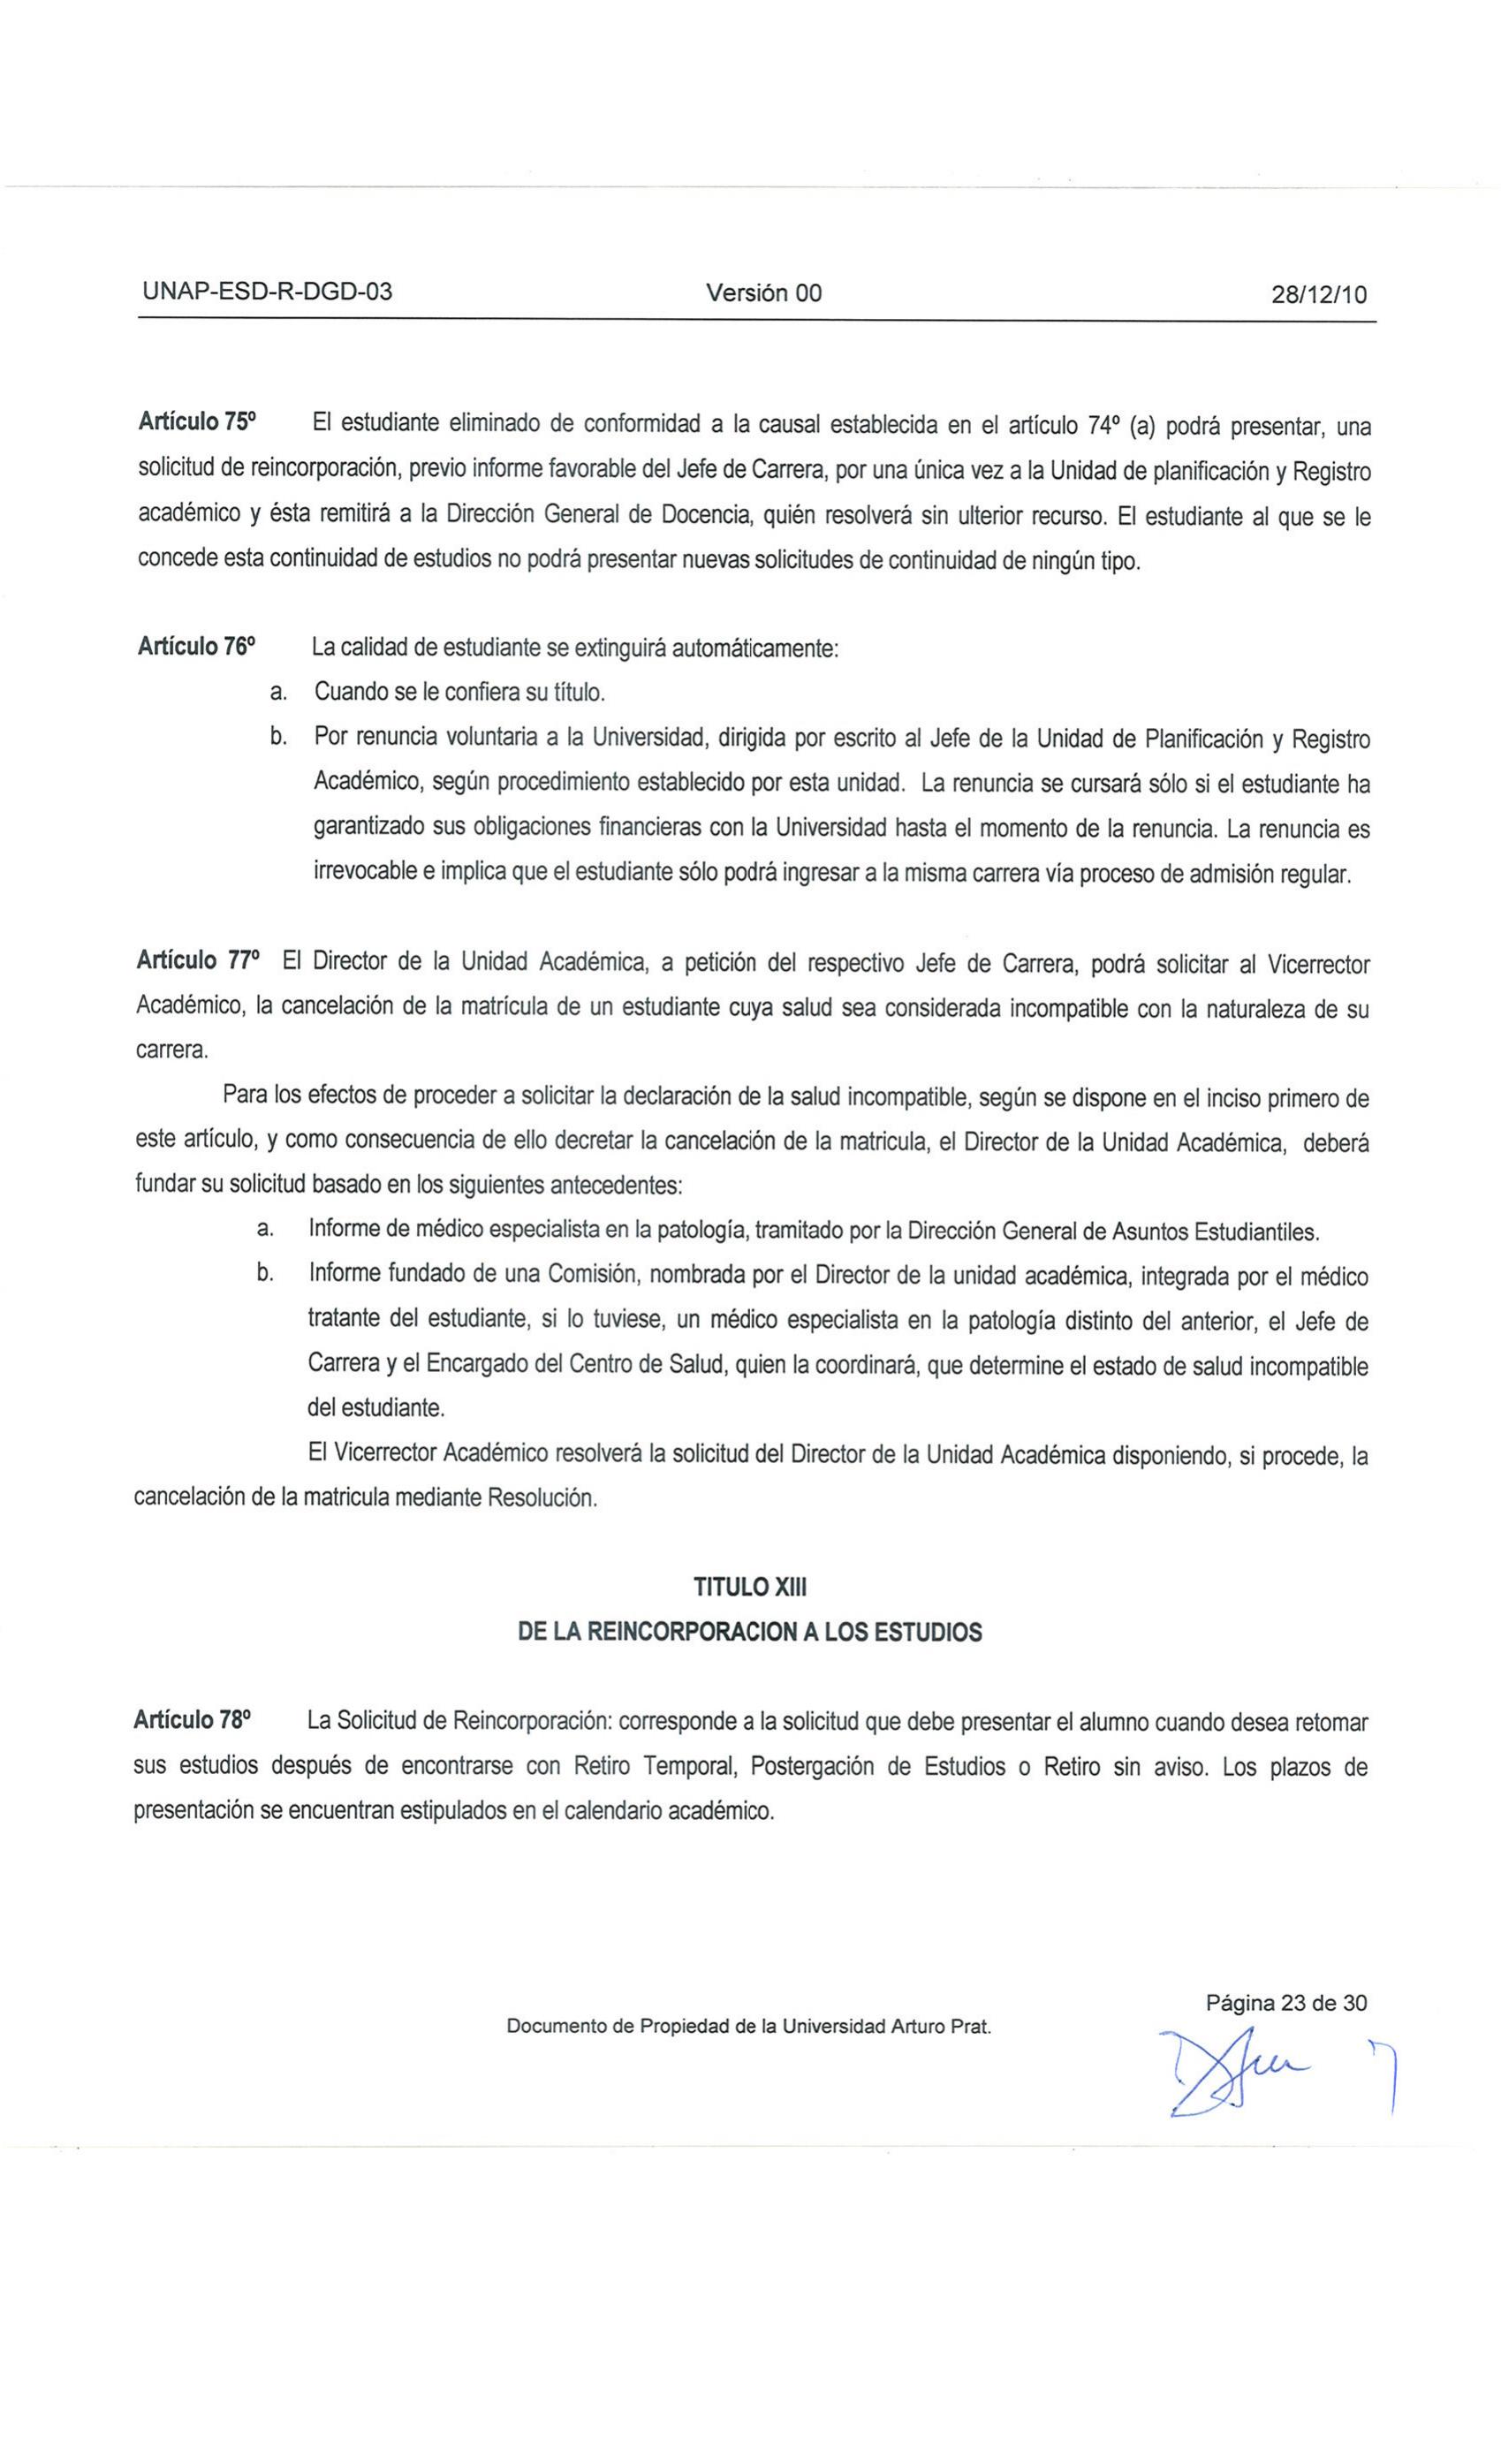 UNAP-ESD-R-DGD-03 Versión 00 28/12/10
Artículo 75º El estudiante eliminado de conformidad a la causal establecida en el artículo 74º (a) podrá presentar, una
solicitud de reincorporación, previo informe favorable del Jefe de Carrera, por una única vez a la Unidad de planificación y Registro
académico y ésta remitirá a la Dirección General de Docencia, quién resolverá sin ulterior recurso. El estudiante al que se le
concede esta continuidad de estudios no podrá presentar nuevas solicitudes de continuidad de ningún tipo.
Artículo 76º La calidad de estudiante se extinguirá automáticamente:
a. Cuando se le confiera su título.
b. Por renuncia voluntaria a la Universidad, dirigida por escrito al Jefe de la Unidad de Planificación y Registro
Académico, según procedimiento establecido por esta unidad. La renuncia se cursará sólo si el estudiante ha
garantizado sus obligaciones financieras con la Universidad hasta el momento de la renuncia. La renuncia es
irrevocable e implica que el estudiante sólo podrá ingresar a la misma carrera vía proceso de admisión regular.
Artículo 77º El Director de la Unidad Académica, a petición del respectivo Jefe de Carrera, podrá solicitar al Vicerrector
Académico, la cancelación de la matrícula de un estudiante cuya salud sea considerada incompatible con la naturaleza de su
carrera.
Para los efectos de proceder a solicitar la declaración de la salud incompatible, según se dispone en el inciso primero de
este artículo, y como consecuencia de ello decretar la cancelación de la matricula, el Director de la Unidad Académica, deberá
fundar su solicitud basado en los siguientes antecedentes:
a. Informe de médico especialista en la patología, tramitado por la Dirección General de Asuntos Estudiantiles.
b. Informe fundado de una Comisión, nombrada por el Director de la unidad académica, integrada por el médico
tratante del estudiante, si lo tuviese, un médico especialista en la patología distinto del anterior, el Jefe de
Carrera y el Encargado del Centro de Salud, quien la coordinará, que determine el estado de salud incompatible
del estudiante.
El Vicerrector Académico resolverá la solicitud del Director de la Unidad Académica disponiendo, si procede, la
cancelación de la matricula mediante Resolución.
TITULO XIII
DE LA REINCORPORACION A LOS ESTUDIOS
Artículo 78º La Solicitud de Reincorporación: corresponde a la solicitud que debe presentar el alumno cuando desea retomar
sus estudios después de encontrarse con Retiro Temporal, Postergación de Estudios o Retiro sin aviso. Los plazos de
presentación se encuentran estipulados en el calendario académico.
Página 23 de 30
Documento de Propiedad de la Universidad Arturo Prat.